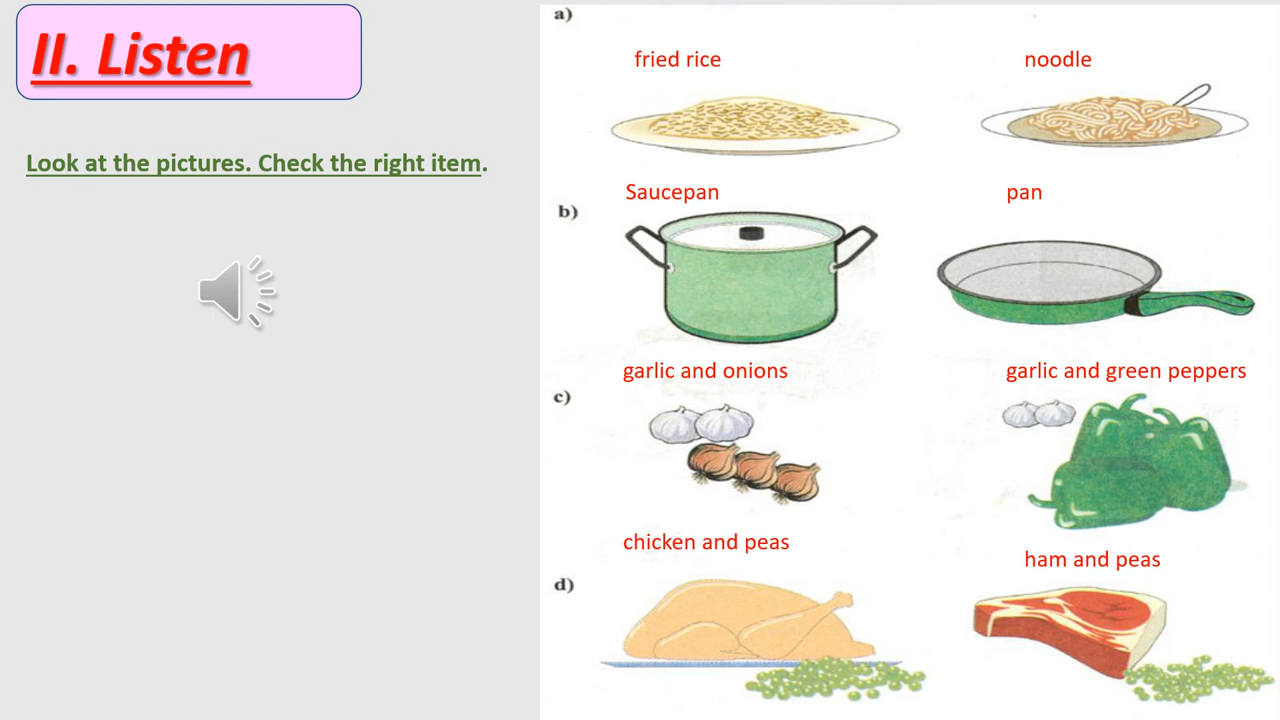 II. Listen
Look at the pictures. Check the right item.
a)
fried rice
noodle
Saucepan
pan
b)
garlic and onions
garlic and green peppers
c)
chicken and peas
ham and peas
d)